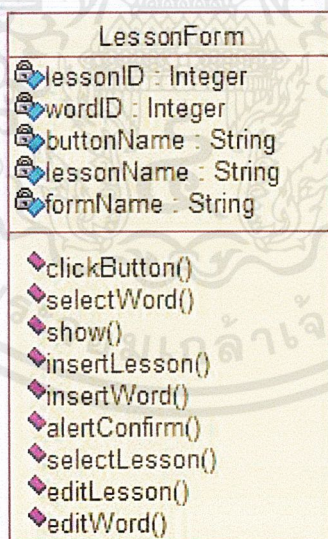 LessonForm
lessonID : Integer
wordID : Integer
buttonName : String
lessonName : String
formName : String
clickButton()
selectWord()
show()
insertLesson()
insertWord()
alertConfirm()
selectLesson()
editLesson()
editWord()